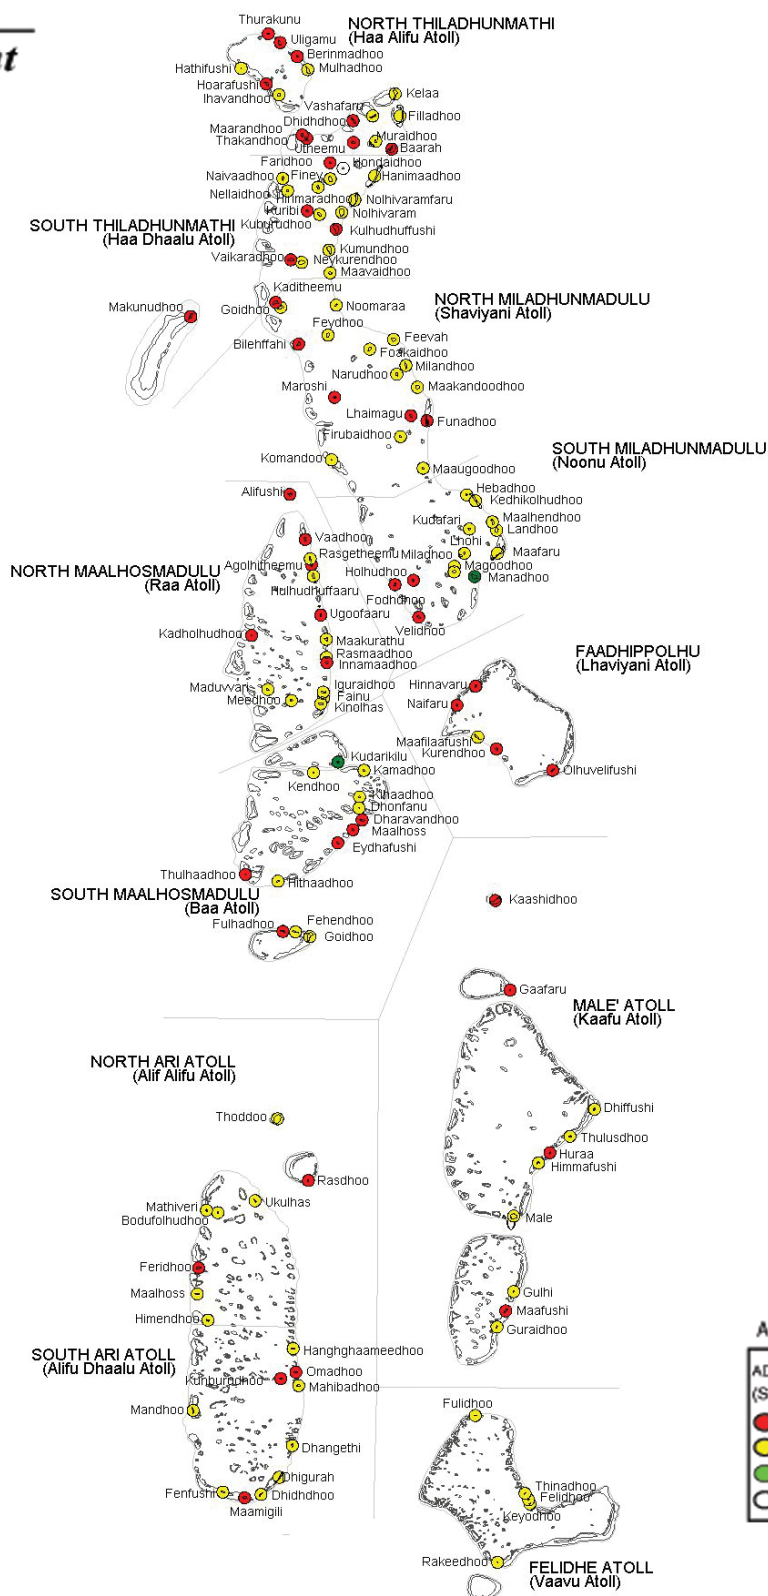 nt
NORTH THILADHUNMATHI
(Haa Alifu Atoll)
Thurakunu
Uligamu
Berinmadhoo
Hathifushi
Mulhadhoo
Hoarafushi
Ihavandhoo
Kelaa
Vashafaru
Filladhoo
Dhidhdhoo
Maarandhoo
Thakandhoo
Muraidhoo
Utheemu
Baarah
Faridhoo
Hondaidhoo
Naivaadhoo
Finey
Hanimaadhoo
Nellaidhoo
Hirimaradhoo
Nolhivaramfaru
Kuribi
Nolhivaram
SOUTH THILADHUNMATHI
(Haa Dhaalu Atoll)
Kuburudhoo
Kulhudhuffushi
Kumundhoo
Vaikaradhoo
Neykurendhoo
Maavaidhoo
Kaditheemu
NORTH MILADHUNMADULU
(Shaviyani Atoll)
Makunudhoo
Goidhoo
Noomaraa
Feydhoo
Feevah
Bilehffahi
Foakaidhoo
Milandhoo
Narudhoo
Maroshi
Maakandoodhoo
Lhaimagu
Funadhoo
Firubaidhoo
SOUTH MILADHUNMADULU
(Noonu Atoll)
Komandoo
Maaugoodhoo
Alifushi
Hebadhoo
Kedhikolhudhoo
Kudafari
Maalhendhoo
Landhoo
Vaadhoo
Lhohi
Rasgetheemu
Miladhoo
Maafaru
NORTH MAALHOSMADULU
(Raa Atoll)
Agolhitheemu
Magoodhoo
Holhudhoo
Manadhoo
Hulhudhuffaaru
Fodhdhoo
Ugoofaaru
Velidhoo
Kadholhudhoo
Maakurathu
Rasmaadhoo
Innamaadhoo
FAADHIPPOLHU
(Lhaviyani Atoll)
Maduvvari
Iguraidhoo
Meedhoo
Fainu
Kinolhas
Hinnavaru
Naifaru
Maafilaafushi
Kurendhoo
Olhuvelifushi
Kudarikilu
Kendhoo
Kamadhoo
Kihaadhoo
Dhonfanu
Dharavandhoo
Maalhoss
Eydhafushi
Thulhaadhoo
Hithaadhoo
SOUTH MAALHOSMADULU
(Baa Atoll)
Kaashidhoo
Fulhadhoo
Fehendhoo
Goidhoo
Gaafaru
MALE' ATOLL
(Kaafu Atoll)
NORTH ARI ATOLL
(Alif Alifu Atoll)
Thoddoo
Dhiffushi
Thulusdhoo
Huraa
Himmafushi
Rasdhoo
Mathiveri
Ukulhas
Bodufolhudhoo
Male
Feridhoo
Maalhoss
Gulhi
Maafushi
Himendhoo
Guraidhoo
SOUTH ARI ATOLL
(Alifu Dhaalu Atoll)
Hanghghaameedhoo
Omadhoo
Kunburudhoo
Mahibadhoo
Mandhoo
Dhangethi
Dhigurah
Fenfushi
Dhidhdhoo
Maamigili
Fulidhoo
Thinadhoo
Felidhoo
Keyodhoo
Rakeedhoo
FELIDHE ATOLL
(Vaavu Atoll)
A
AD
(S